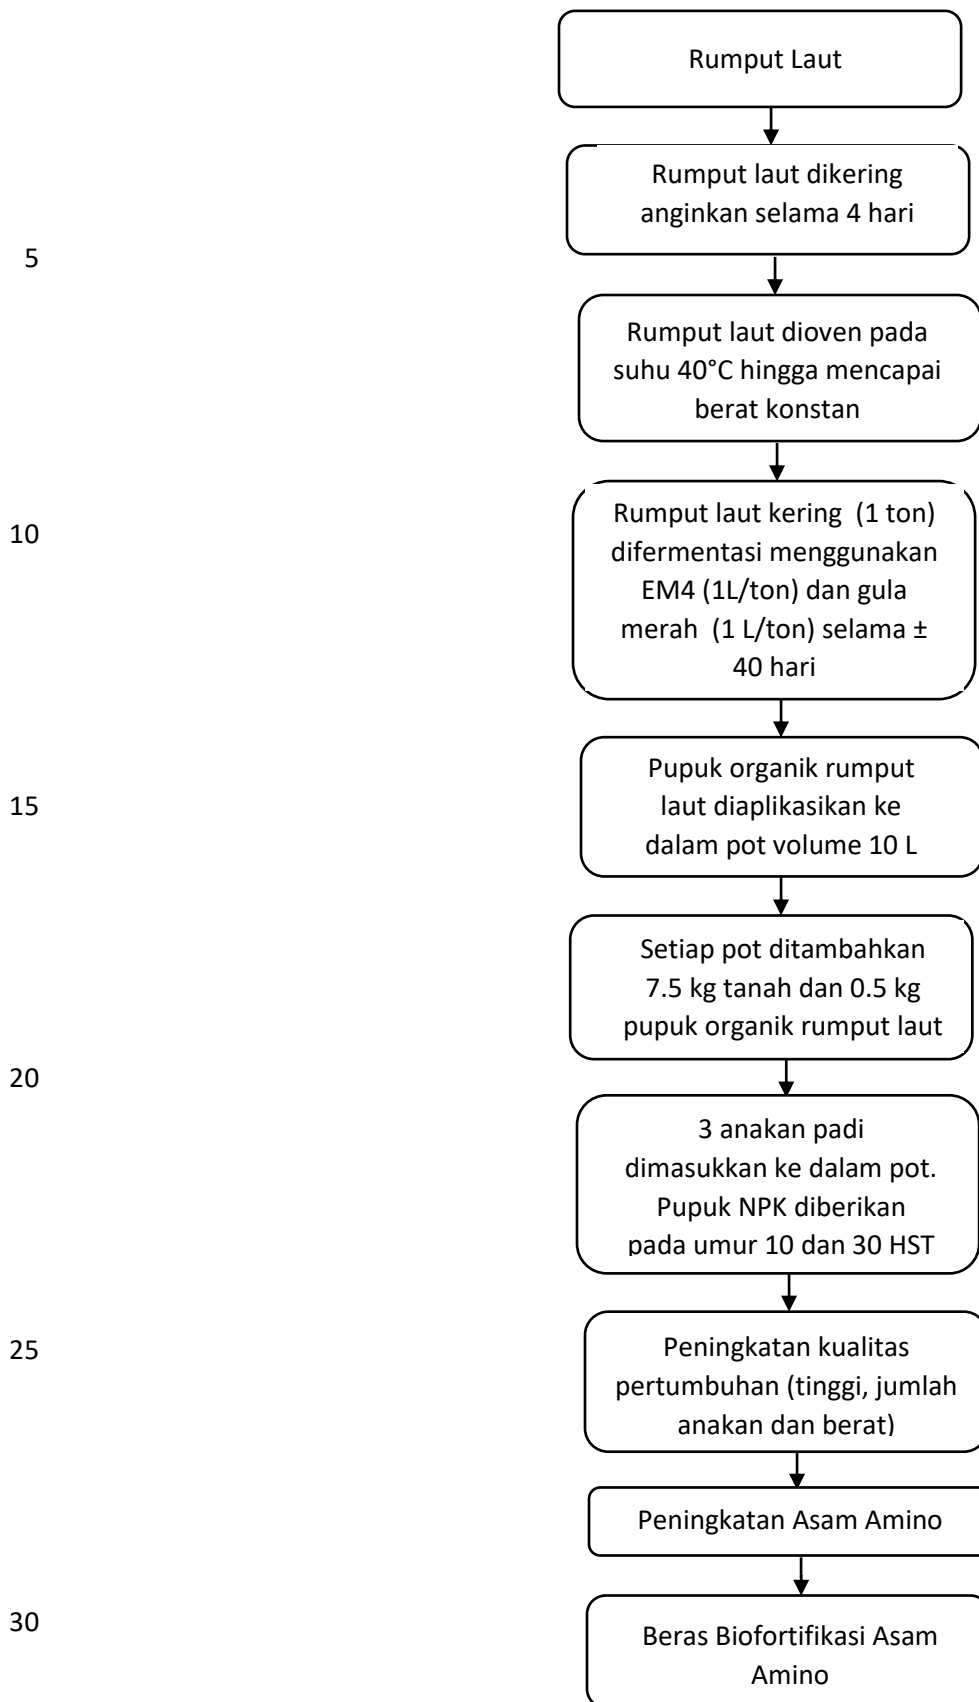 Rumput Laut
Rumput laut dikering
anginkan selama 4 hari
5
Rumput laut dioven pada
suhu 40°C hingga mencapai
berat konstan
Rumput laut kering (1 ton)
10
difermentasi menggunakan
EM4 (1L/ton) dan gula
merah (1 L/ton) selama ±
40 hari
Pupuk organik rumput
15
laut diaplikasikan ke
dalam pot volume 10 L
Setiap pot ditambahkan
7.5 kg tanah dan 0.5 kg
pupuk organik rumput laut
20
3 anakan padi
dimasukkan ke dalam pot.
Pupuk NPK diberikan
pada umur 10 dan 30 HST
25
Peningkatan kualitas
pertumbuhan (tinggi, jumlah
anakan dan berat)
Peningkatan Asam Amino
30
Beras Biofortifikasi Asam
Amino